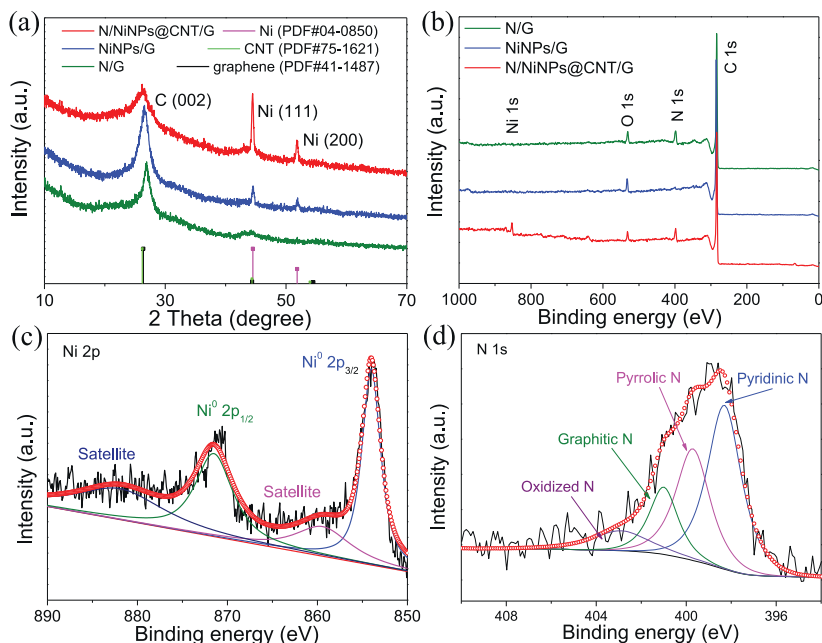 (a)
N/NiNPs@CNT/G
NiNPs/G
N/G
Ni (PDF#04-0850)
CNT (PDF#75-1621)
graphene (PDF#41-1487)
C (002)
Ni (111)
Ni (200)
Intensity (a.u.)
10 30 50 70
2 Theta (degree)
(b)
N/G
NiNPs/G
N/NiNPs@CNT/G
Ni 1s
O 1s
N 1s
C 1s
Intensity (a.u.)
1000 800 600 400 200 0
Binding energy (eV)
(c)
Ni 2p
Ni⁰ 2p₃/₂
Ni⁰ 2p₁/₂
Satellite
Satellite
Intensity (a.u.)
890 880 870 860 850
Binding energy (eV)
(d)
N 1s
Pyrrolic N
Pyridinic N
Graphitic N
Oxidized N
Intensity (a.u.)
408 404 400 396
Binding energy (eV)